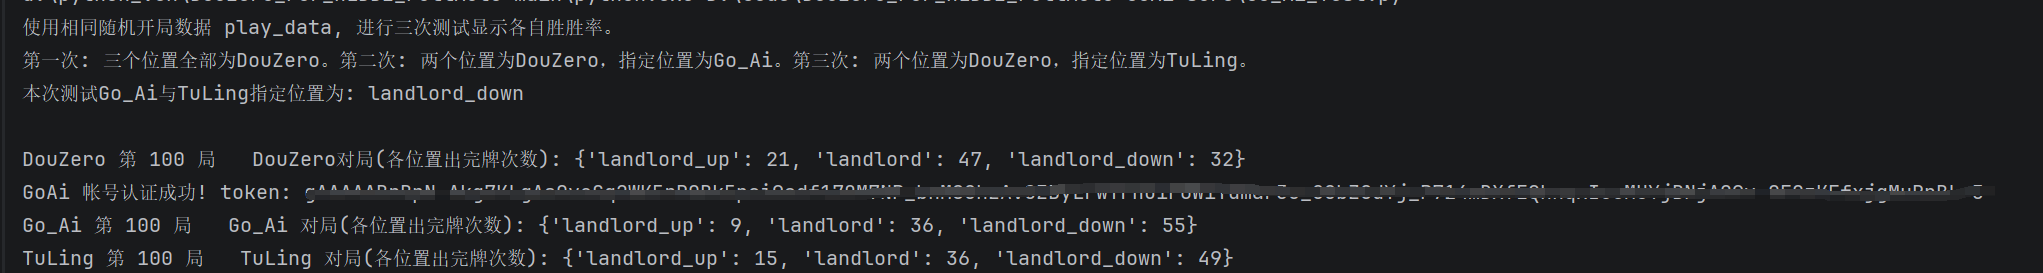 使用相同随机开局数据 play_data, 进行三次测试显示各自胜胜率。
第一次: 三个位置全部为DouZero。第二次: 两个位置为DouZero，指定位置为Go_Ai。第三次: 两个位置为DouZero，指定位置为TuLing。
本次测试Go_Ai与TuLing指定位置为: landlord_down
DouZero 第 100 局 DouZero对局(各位置出完牌次数): {'landlord_up': 21, 'landlord': 47, 'landlord_down': 32}
GoAi 帐号认证成功! token:
Go_Ai 第 100 局 Go_Ai 对局(各位置出完牌次数): {'landlord_up': 9, 'landlord': 36, 'landlord_down': 55}
TuLing 第 100 局 TuLing 对局(各位置出完牌次数): {'landlord_up': 15, 'landlord': 36, 'landlord_down': 49}